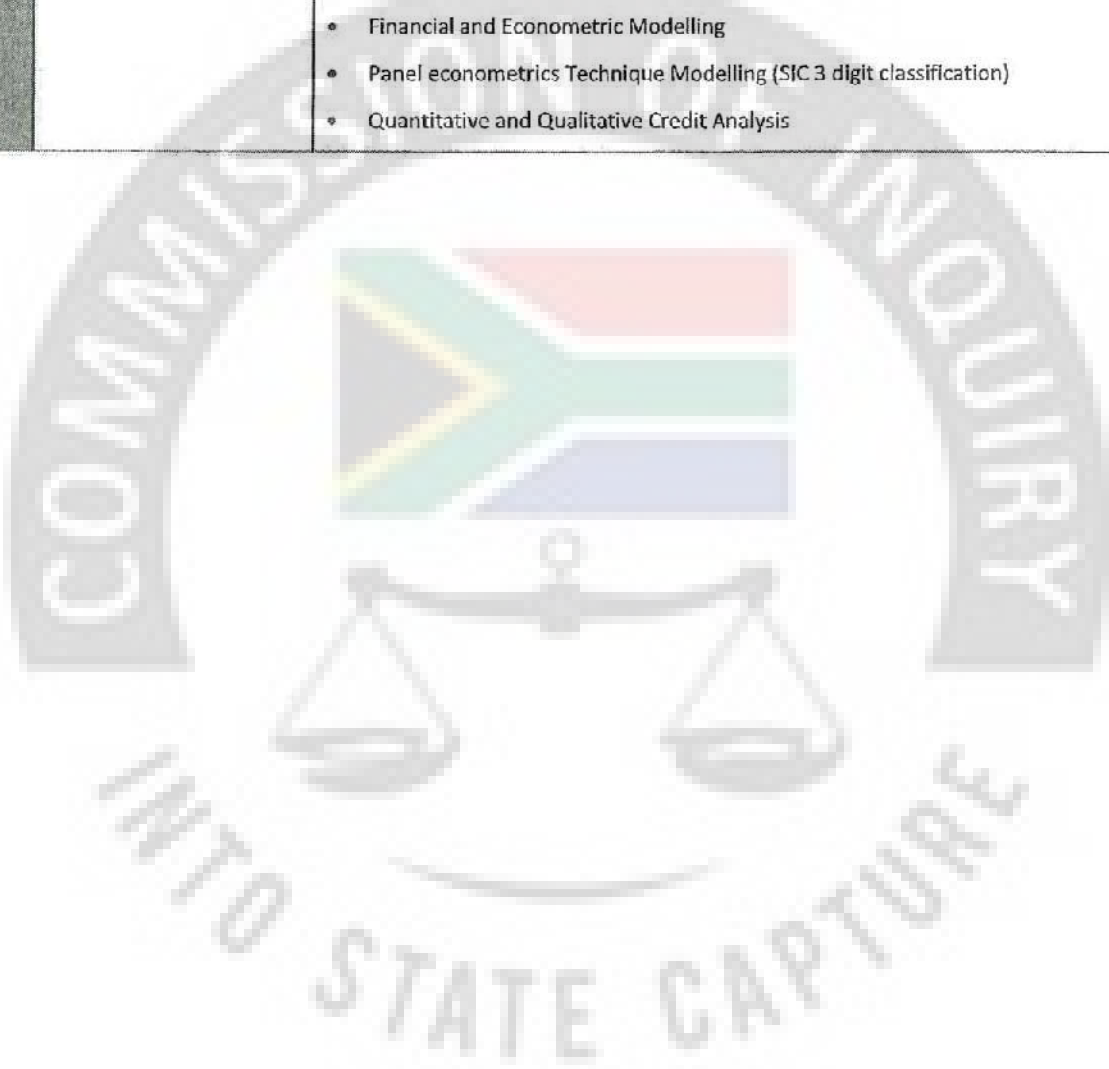 • Financial and Econometric Modelling
• Panel econometrics Technique Modelling (SIC 3 digit classification)
• Quantitative and Qualitative Credit Analysis
COMMISSION OF INQUIRY
INTO STATE CAPTURE